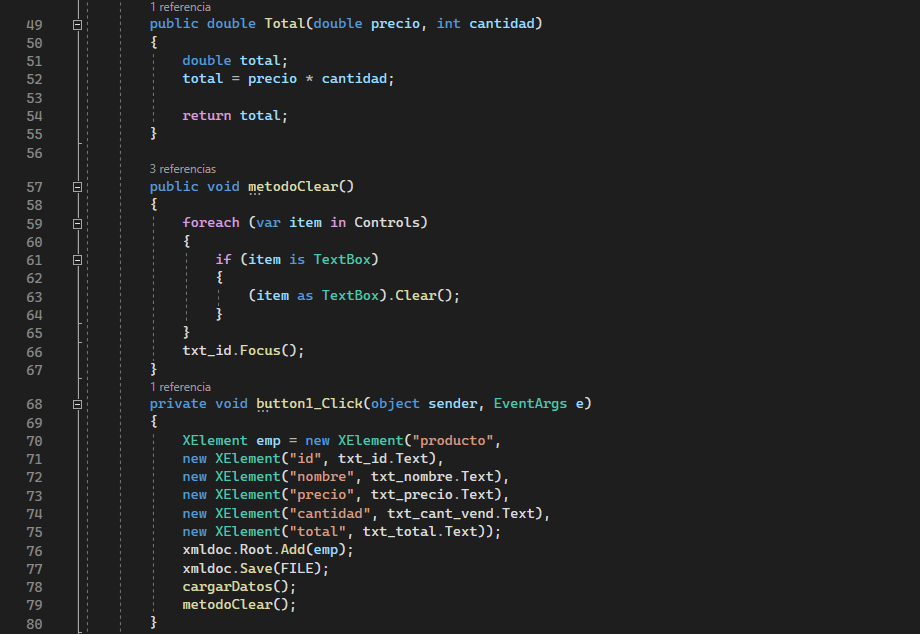 1 referencia
49 public double Total(double precio, int cantidad)
50 {
51 double total;
52 total = precio * cantidad;
53
54 return total;
55 }
56
3 referencias
57 public void metodoClear()
58 {
59 foreach (var item in Controls)
60 {
61 if (item is TextBox)
62 {
63 (item as TextBox).Clear();
64 }
65 }
66 txt_id.Focus();
67 }
1 referencia
68 private void button1_Click(object sender, EventArgs e)
69 {
70 XElement emp = new XElement("producto",
71 new XElement("id", txt_id.Text),
72 new XElement("nombre", txt_nombre.Text),
73 new XElement("precio", txt_precio.Text),
74 new XElement("cantidad", txt_cant_vend.Text),
75 new XElement("total", txt_total.Text));
76 xmldoc.Root.Add(emp);
77 xmldoc.Save(FILE);
78 cargarDatos();
79 metodoClear();
80 }